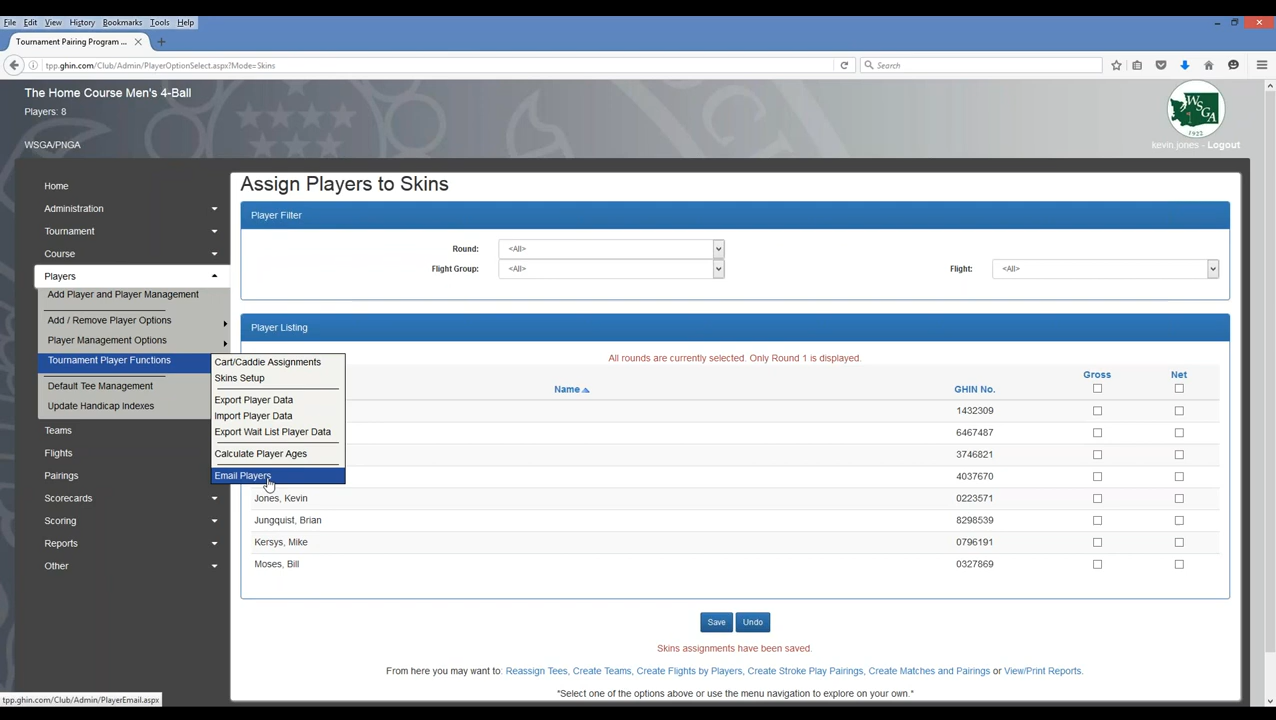 File Edit View History Bookmarks Tools Help
Tournament Pairing Program ...
tpp.ghin.com/Club/Admin/PlayerOptionSelect.aspx?Mode=Skins
Search
The Home Course Men's 4-Ball
Players: 8
WSGA/PNGA
WSGA
1922
kevin jones - Logout
Home
Administration
Tournament
Course
Players
Add Player and Player Management
Add / Remove Player Options
Player Management Options
Tournament Player Functions
Default Tee Management
Update Handicap Indexes
Teams
Flights
Pairings
Scorecards
Scoring
Reports
Other
Cart/Caddie Assignments
Skins Setup
Export Player Data
Import Player Data
Export Wait List Player Data
Calculate Player Ages
Email Players
Assign Players to Skins
Player Filter
Round: <All>
Flight Group: <All> Flight: <All>
Player Listing
All rounds are currently selected. Only Round 1 is displayed.
Name GHIN No. Gross Net
1432309
6467487
3746821
4037670
Jones, Kevin 0223571
Jungquist, Brian 8298539
Kersys, Mike 0796191
Moses, Bill 0327869
Save Undo
Skins assignments have been saved.
From here you may want to: Reassign Tees, Create Teams, Create Flights by Players, Create Stroke Play Pairings, Create Matches and Pairings or View/Print Reports.
*Select one of the options above or use the menu navigation to explore on your own.*
tpp.ghin.com/Club/Admin/PlayerEmail.aspx